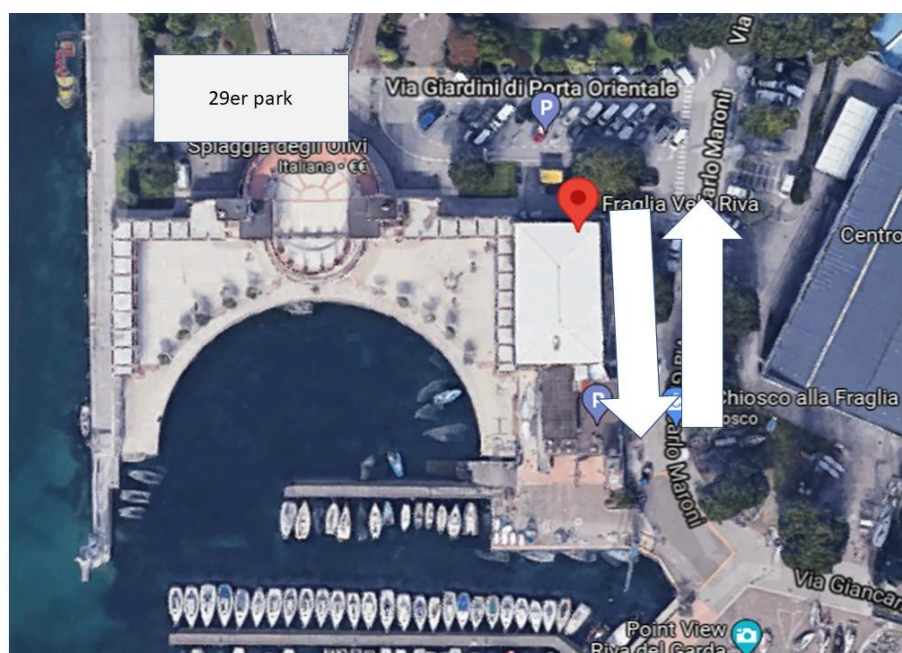 Via
29er park
Via Giardini di Porta Orientale
P
Carlo Maroni
Spiaggia degli Olivi
Italiana · €€
Fraglia Vela Riva
Centro
Chiosco alla Fraglia
P
Carlo Maroni
Via Giancar
Point View
Riva del Garda